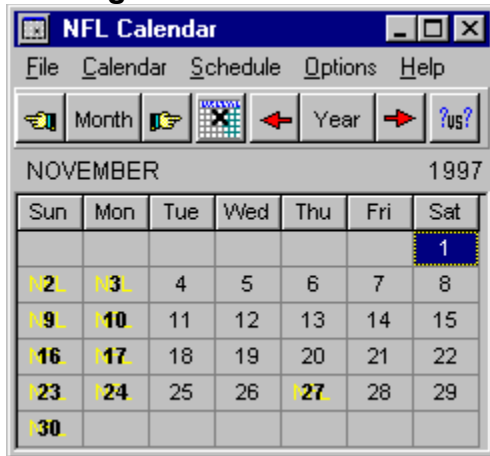 NFL Calendar
File Calendar Schedule Options Help
Month Year ?us?
NOVEMBER 1997
Sun Mon Tue Wed Thu Fri Sat
1
2 3 4 5 6 7 8
9 10 11 12 13 14 15
16 17 18 19 20 21 22
23 24 25 26 27 28 29
30